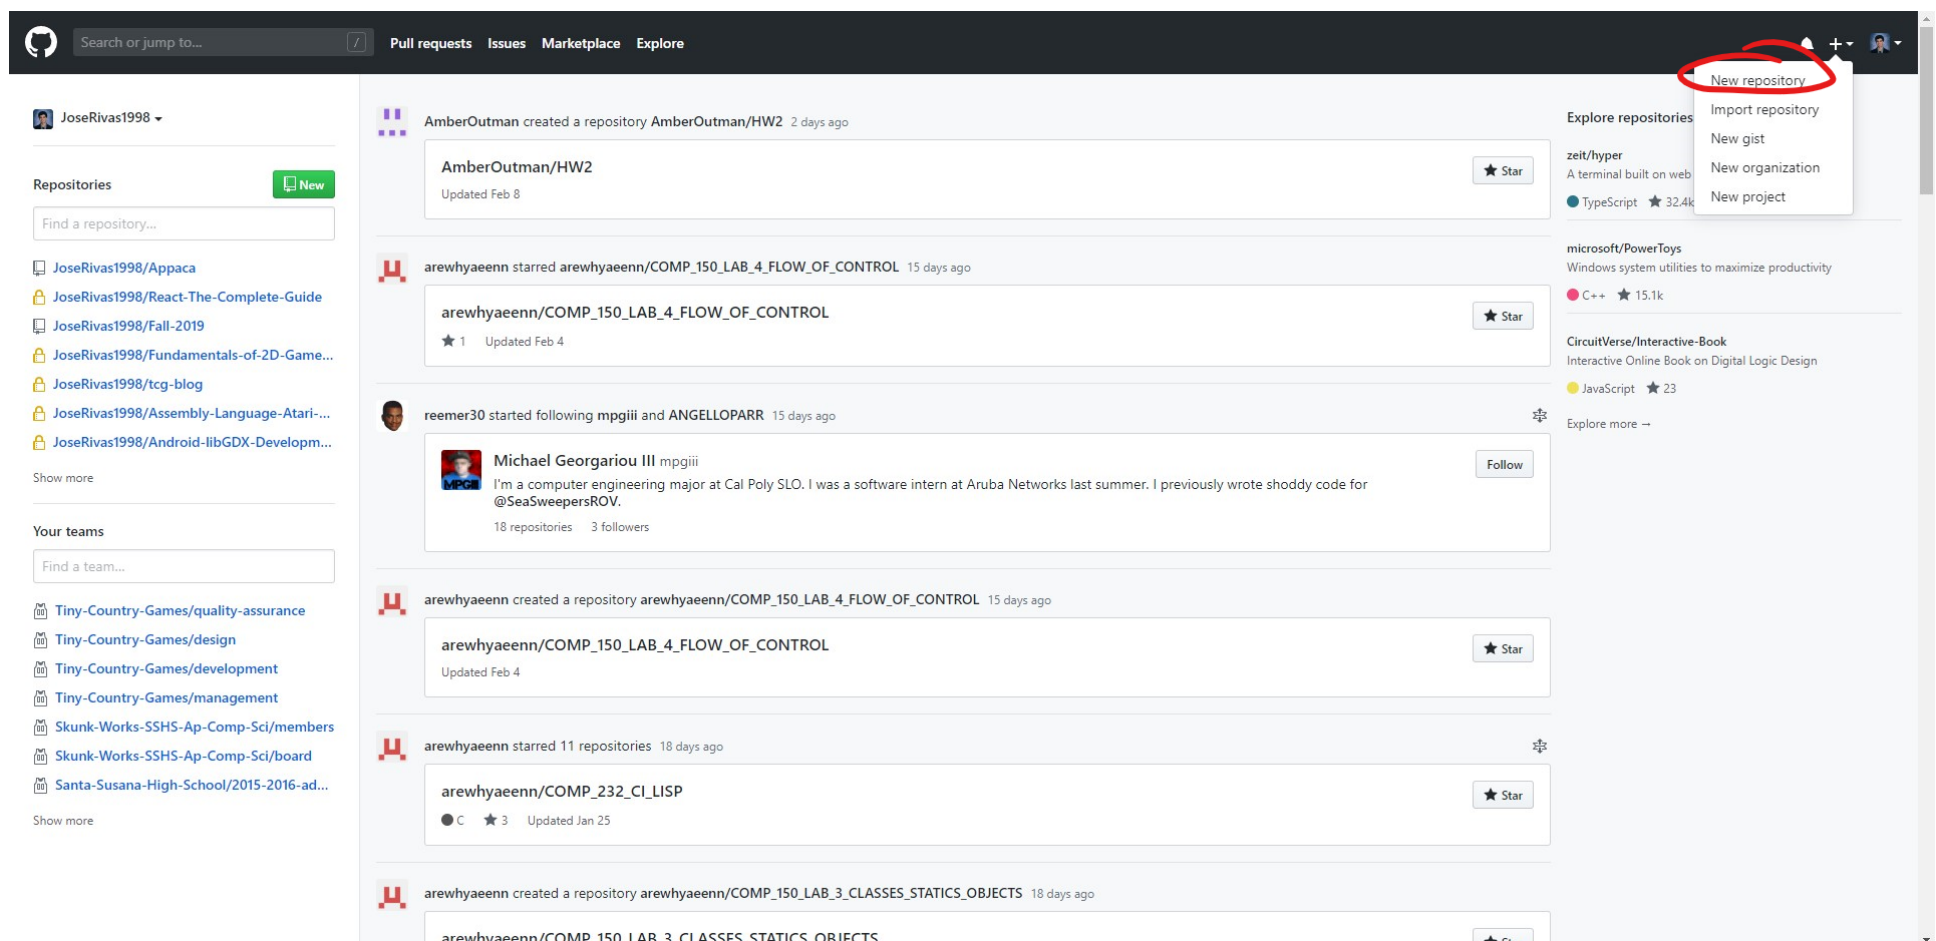 Search or jump to... /
Pull requests Issues Marketplace Explore
JoseRivas1998
Repositories
New
Find a repository...
JoseRivas1998/Appaca
JoseRivas1998/React-The-Complete-Guide
JoseRivas1998/Fall-2019
JoseRivas1998/Fundamentals-of-2D-Game...
JoseRivas1998/tcg-blog
JoseRivas1998/Assembly-Language-Atari-...
JoseRivas1998/Android-libGDX-Developm...
Show more
Your teams
Find a team...
Tiny-Country-Games/quality-assurance
Tiny-Country-Games/design
Tiny-Country-Games/development
Tiny-Country-Games/management
Skunk-Works-SSHS-Ap-Comp-Sci/members
Skunk-Works-SSHS-Ap-Comp-Sci/board
Santa-Susana-High-School/2015-2016-ad...
Show more
AmberOutman created a repository AmberOutman/HW2 2 days ago
AmberOutman/HW2
Star
Updated Feb 8
arewhyaeenn starred arewhyaeenn/COMP_150_LAB_4_FLOW_OF_CONTROL 15 days ago
arewhyaeenn/COMP_150_LAB_4_FLOW_OF_CONTROL
Star
1 Updated Feb 4
reemer30 started following mpgiii and ANGELLOPARR 15 days ago
MPGIII
Michael Georgariou III mpgiii
Follow
I'm a computer engineering major at Cal Poly SLO. I was a software intern at Aruba Networks last summer. I previously wrote shoddy code for
@SeaSweepersROV.
18 repositories 3 followers
arewhyaeenn created a repository arewhyaeenn/COMP_150_LAB_4_FLOW_OF_CONTROL 15 days ago
arewhyaeenn/COMP_150_LAB_4_FLOW_OF_CONTROL
Star
Updated Feb 4
arewhyaeenn starred 11 repositories 18 days ago
arewhyaeenn/COMP_232_CI_LISP
Star
C 3 Updated Jan 25
arewhyaeenn created a repository arewhyaeenn/COMP_150_LAB_3_CLASSES_STATICS_OBJECTS 18 days ago
arewhyaeenn/COMP_150_LAB_3_CLASSES_STATICS_OBJECTS
New repository
Import repository
New gist
New organization
New project
Explore repositories
zeit/hyper
A terminal built on web
TypeScript 32.4k
microsoft/PowerToys
Windows system utilities to maximize productivity
C++ 15.1k
CircuitVerse/Interactive-Book
Interactive Online Book on Digital Logic Design
JavaScript 23
Explore more →